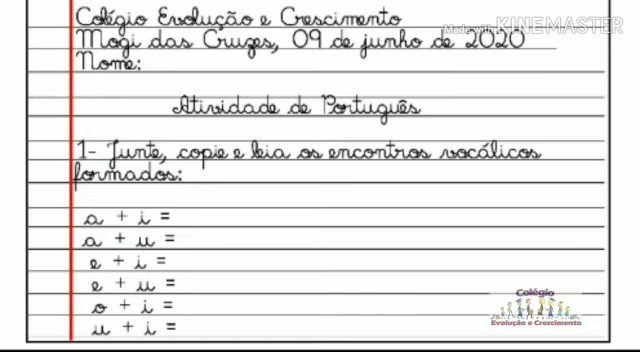 Colégio Evolução e Crescimento
Made with KINEMASTER
Mogi das Cruzes, 09 de junho de 2020
Nome:
Atividade de Português
1- Junte, copie e leia os encontros vocálicos
formados:
a + i =
a + u =
e + i =
e + u =
o + i =
u + i =
Colégio
Evolução e Crescimento